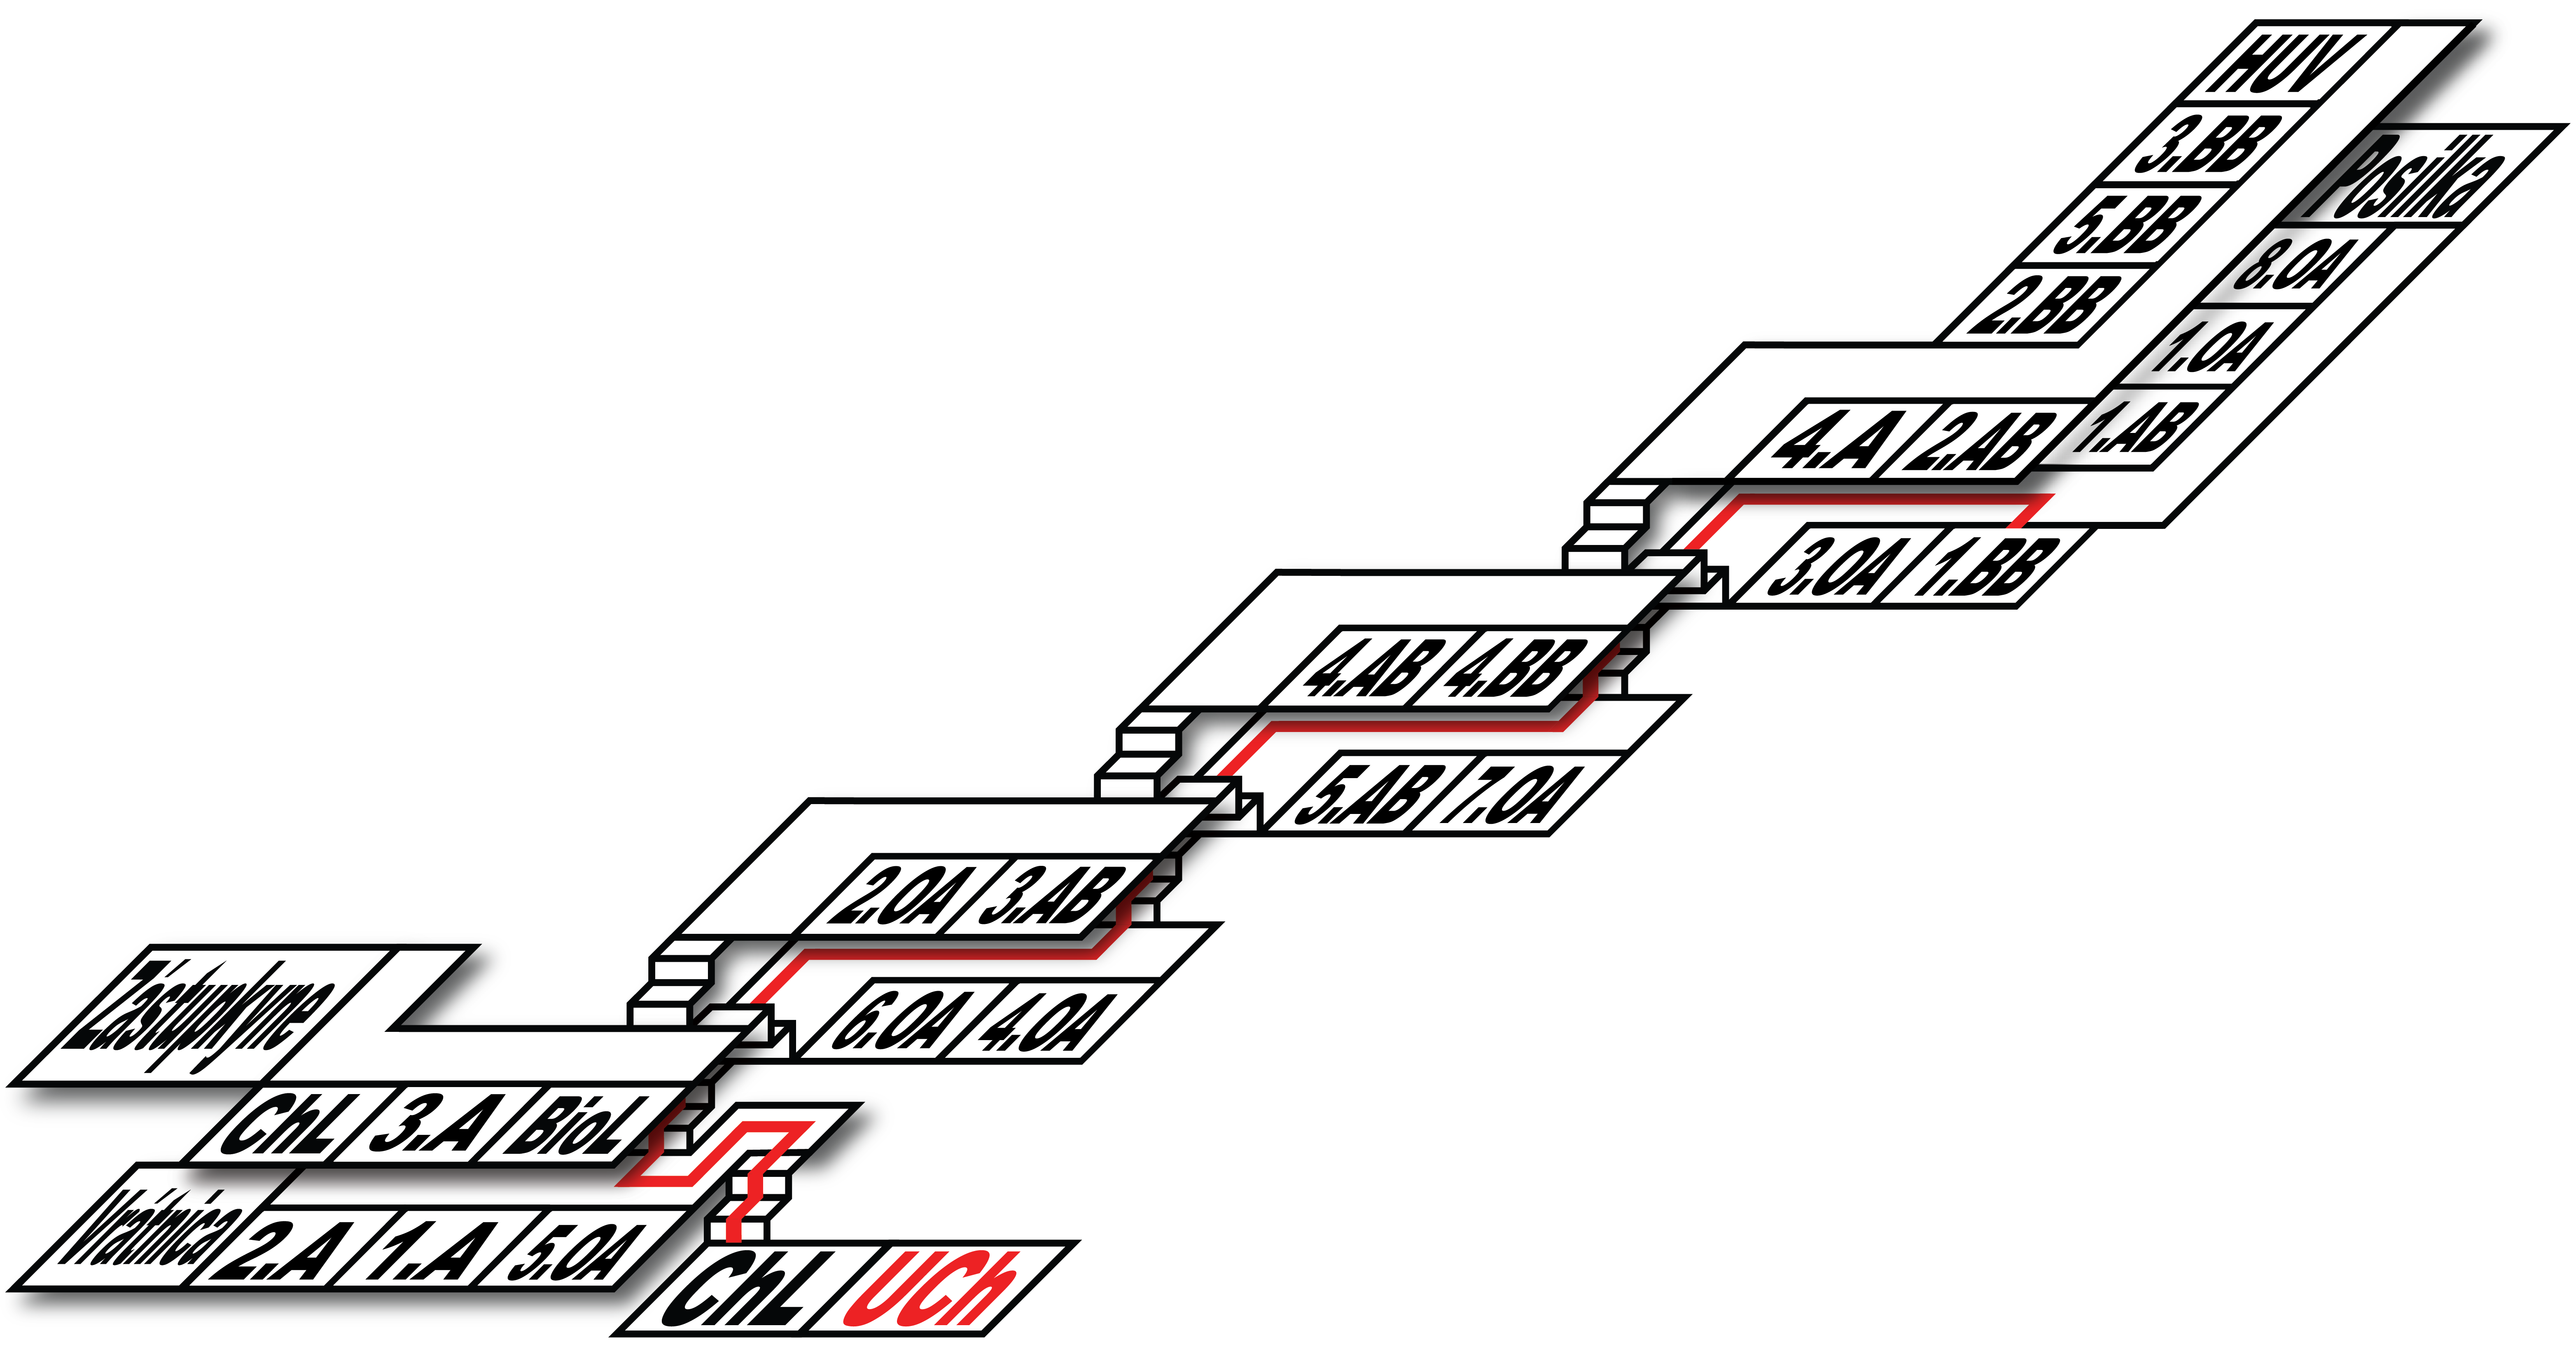 HUV
3.BB
5.BB
2.BB
Posilka
8.OA
1.OA
1.AB
4.A 2.AB
3.OA 1.BB
4.AB 4.BB
5.AB 7.OA
2.OA 3.AB
6.OA 4.OA
Zástupkyne
ChL 3.A BioL
Vrátnica 2.A 1.A 5.OA
ChL UCh